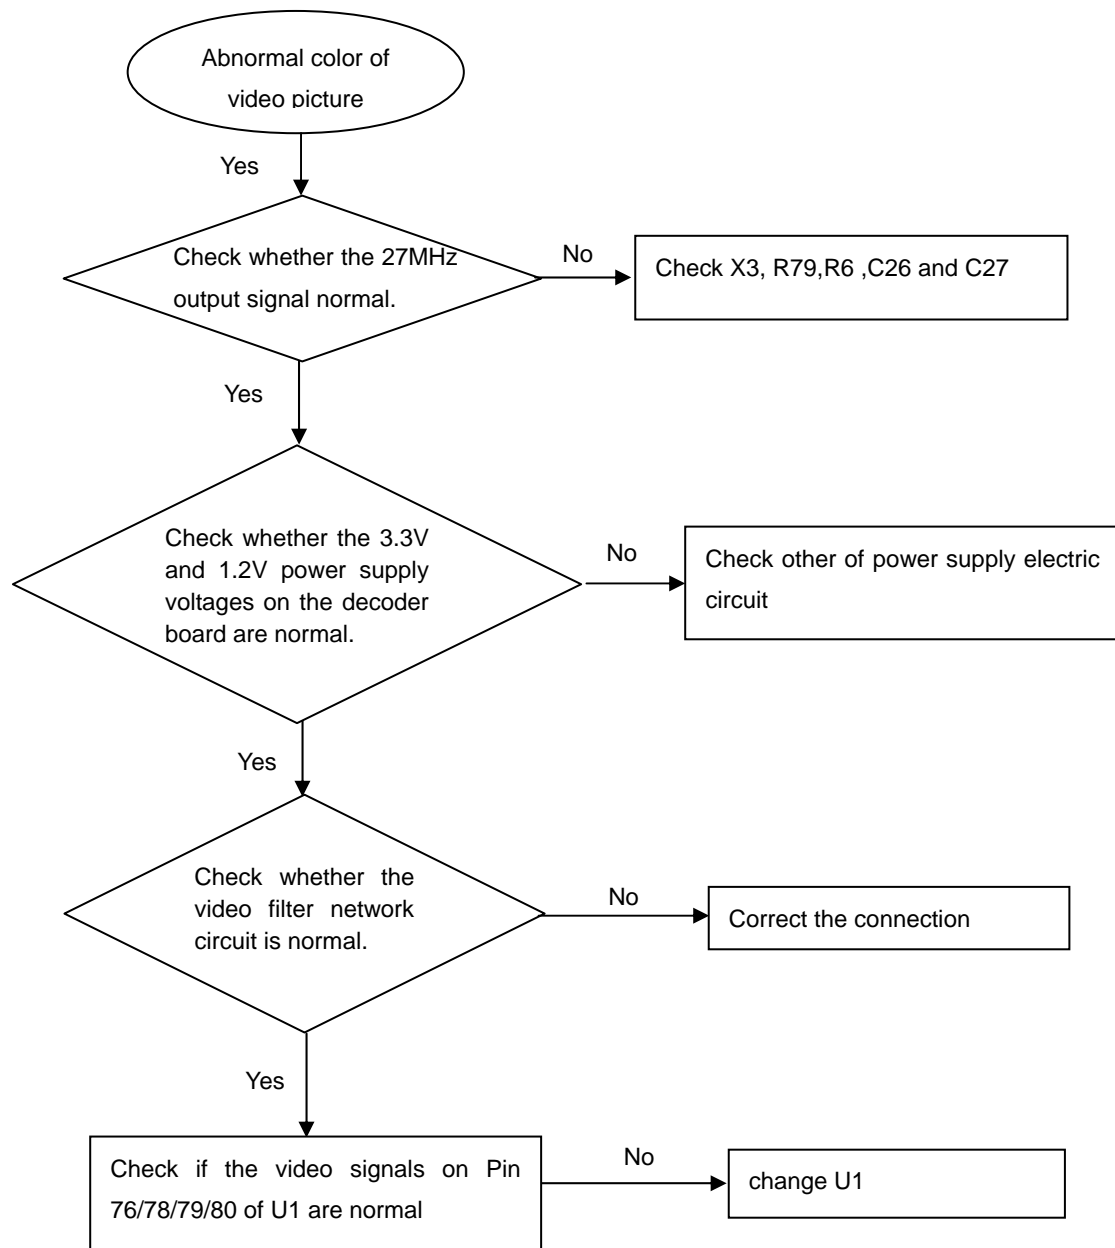 Abnormal color of
video picture
Yes
Check whether the 27MHz
output signal normal.
No
Check X3, R79,R6 ,C26 and C27
Yes
Check whether the 3.3V
and 1.2V power supply
voltages on the decoder
board are normal.
No
Check other of power supply electric
circuit
Yes
Check whether the
video filter network
circuit is normal.
No
Correct the connection
Yes
Check if the video signals on Pin
76/78/79/80 of U1 are normal
No
change U1